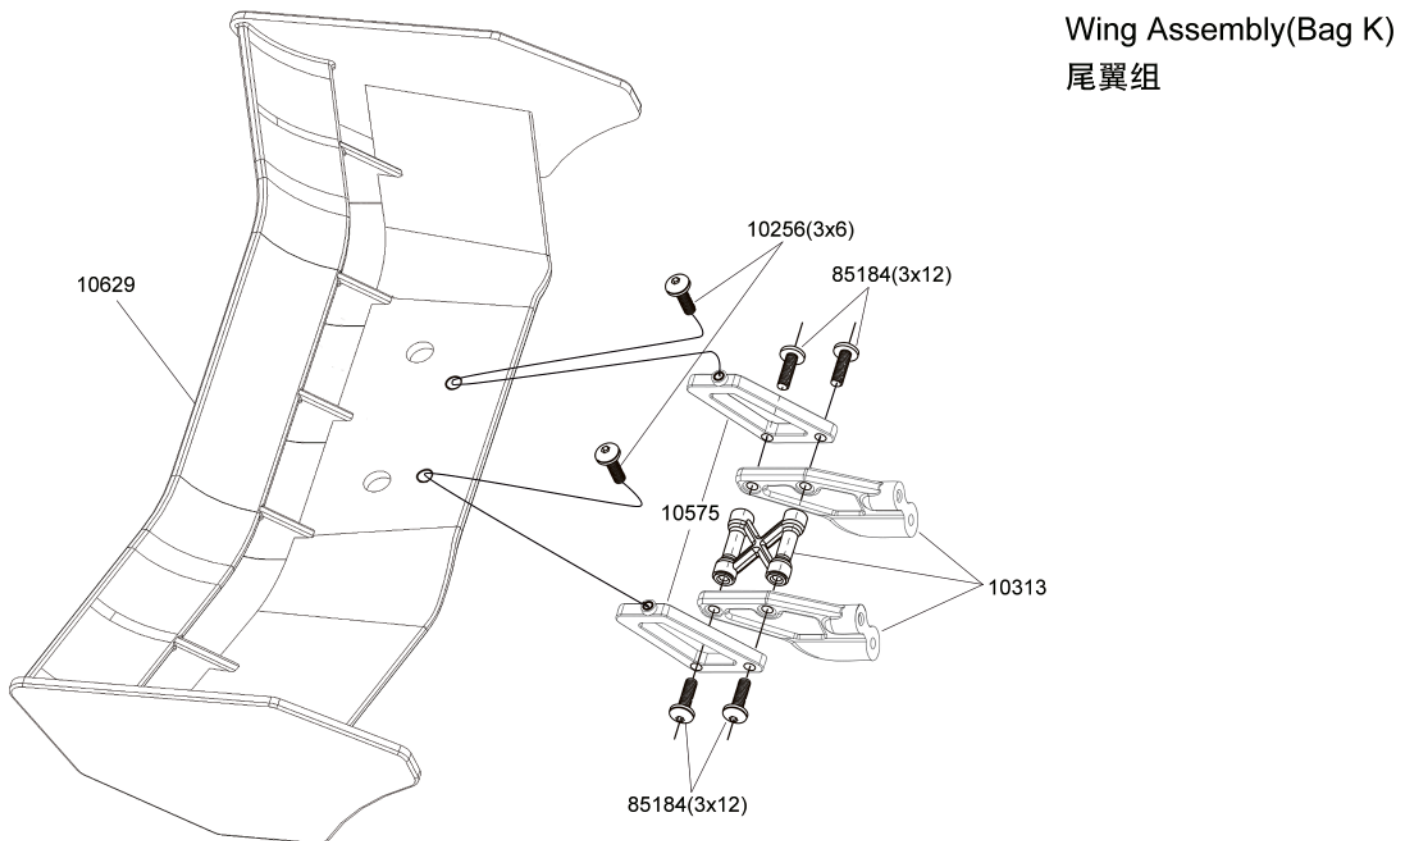 Wing Assembly(Bag K)
尾翼组
10256(3x6)
85184(3x12)
10629
10575
10313
85184(3x12)